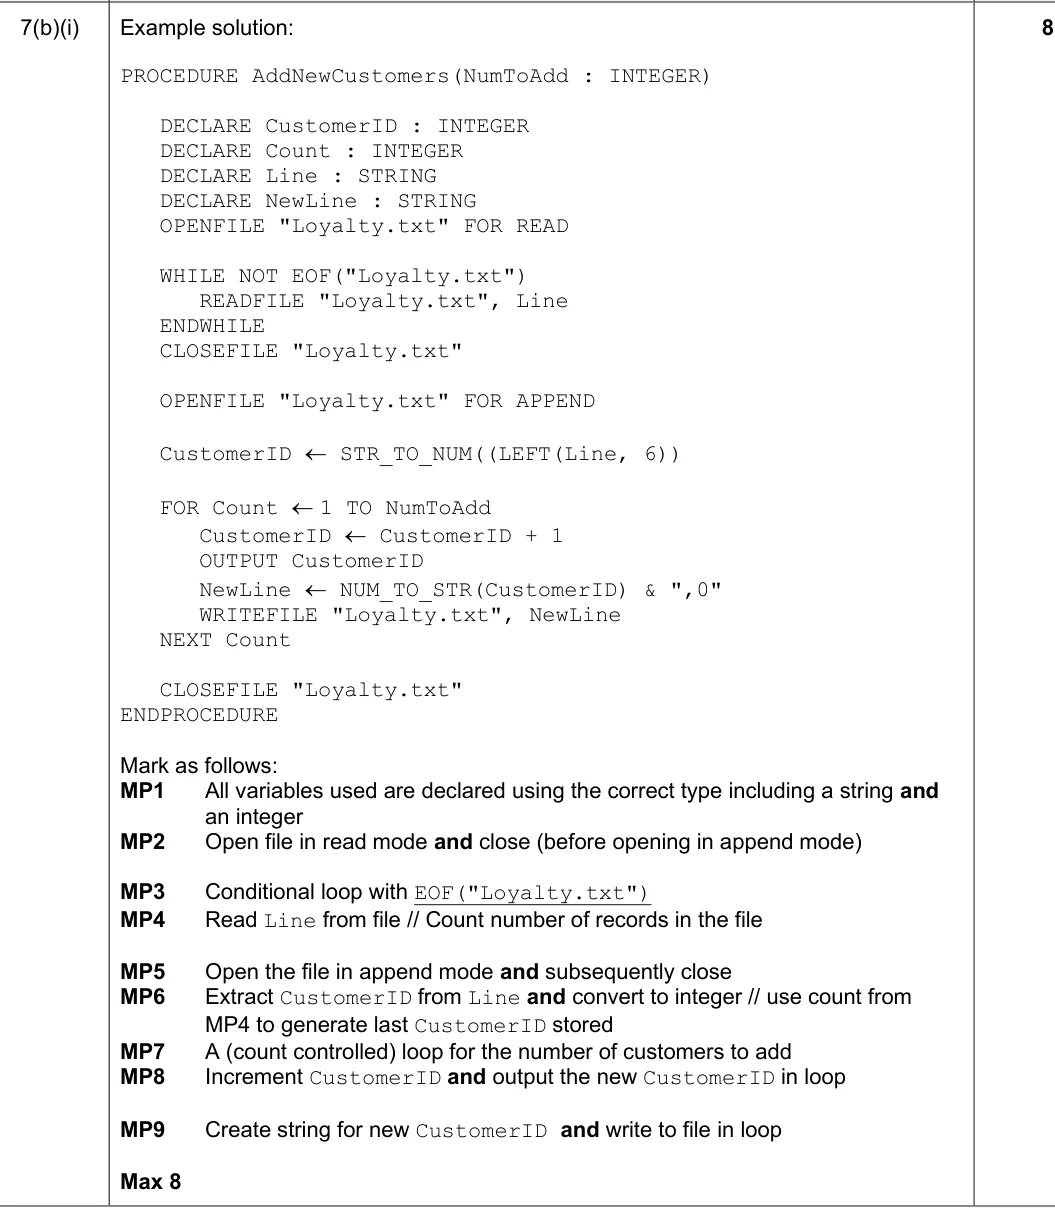 7(b)(i) Example solution: 8
PROCEDURE AddNewCustomers(NumToAdd : INTEGER)
DECLARE CustomerID : INTEGER
DECLARE Count : INTEGER
DECLARE Line : STRING
DECLARE NewLine : STRING
OPENFILE "Loyalty.txt" FOR READ
WHILE NOT EOF("Loyalty.txt")
READFILE "Loyalty.txt", Line
ENDWHILE
CLOSEFILE "Loyalty.txt"
OPENFILE "Loyalty.txt" FOR APPEND
CustomerID ← STR_TO_NUM((LEFT(Line, 6))
FOR Count ← 1 TO NumToAdd
CustomerID ← CustomerID + 1
OUTPUT CustomerID
NewLine ← NUM_TO_STR(CustomerID) & ",0"
WRITEFILE "Loyalty.txt", NewLine
NEXT Count
CLOSEFILE "Loyalty.txt"
ENDPROCEDURE
Mark as follows:
MP1 All variables used are declared using the correct type including a string and
an integer
MP2 Open file in read mode and close (before opening in append mode)
MP3 Conditional loop with EOF("Loyalty.txt")
MP4 Read Line from file // Count number of records in the file
MP5 Open the file in append mode and subsequently close
MP6 Extract CustomerID from Line and convert to integer // use count from
MP4 to generate last CustomerID stored
MP7 A (count controlled) loop for the number of customers to add
MP8 Increment CustomerID and output the new CustomerID in loop
MP9 Create string for new CustomerID and write to file in loop
Max 8